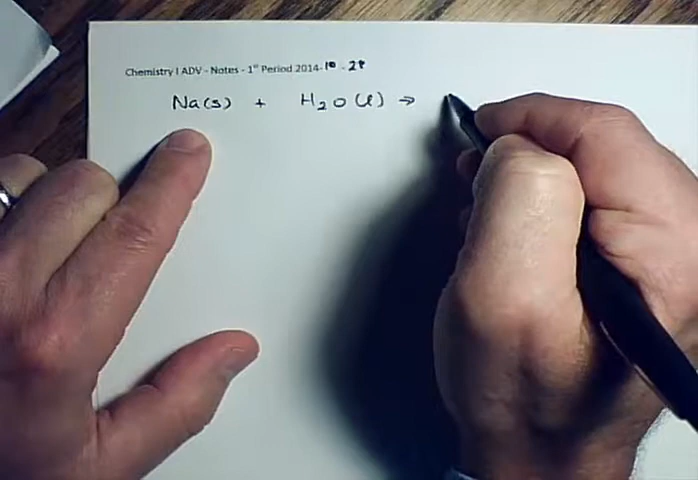 Chemistry I ADV - Notes - 1st Period 2014-10-28
Na(s) + H₂O(l) →